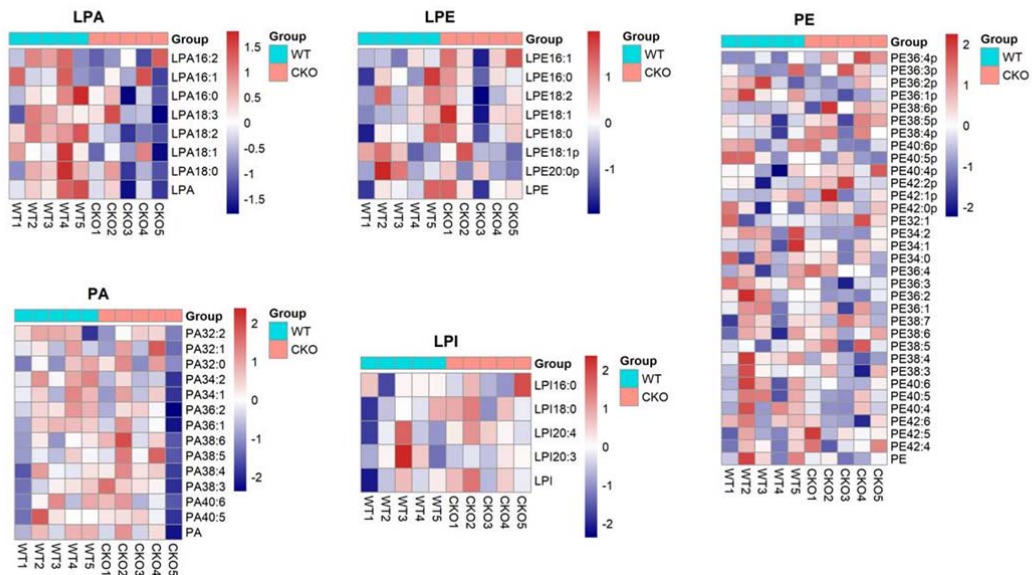 LPA
Group
LPA16:2
LPA16:1
LPA16:0
LPA18:3
LPA18:2
LPA18:1
LPA18:0
LPA
WT1
WT2
WT3
WT4
WT5
CKO1
CKO2
CKO3
CKO4
CKO5
1.5
1
0.5
0
-0.5
-1
-1.5
Group
WT
CKO
LPE
Group
LPE16:1
LPE16:0
LPE18:2
LPE18:1
LPE18:0
LPE18:1p
LPE20:0p
LPE
WT1
WT2
WT3
WT4
WT5
CKO1
CKO2
CKO3
CKO4
CKO5
1
0
-1
Group
WT
CKO
PE
Group
PE36:4p
PE36:3p
PE36:2p
PE36:1p
PE38:6p
PE38:5p
PE38:4p
PE40:6p
PE40:5p
PE40:4p
PE42:2p
PE42:1p
PE42:0p
PE32:1
PE34:2
PE34:1
PE34:0
PE36:4
PE36:3
PE36:2
PE36:1
PE38:7
PE38:6
PE38:5
PE38:4
PE38:3
PE40:6
PE40:5
PE40:4
PE42:6
PE42:5
PE42:4
PE
WT1
WT2
WT3
WT4
WT5
CKO1
CKO2
CKO3
CKO4
CKO5
2
1
0
-1
-2
Group
WT
CKO
PA
Group
PA32:2
PA32:1
PA32:0
PA34:2
PA34:1
PA36:2
PA36:1
PA38:6
PA38:5
PA38:4
PA38:3
PA40:6
PA40:5
PA
WT1
WT2
WT3
WT4
WT5
CKO1
CKO2
CKO3
CKO4
CKO5
2
1
0
-1
-2
Group
WT
CKO
LPI
Group
LPI16:0
LPI18:0
LPI20:4
LPI20:3
LPI
WT1
WT2
WT3
WT4
WT5
CKO1
CKO2
CKO3
CKO4
CKO5
2
1
0
-1
-2
Group
WT
CKO